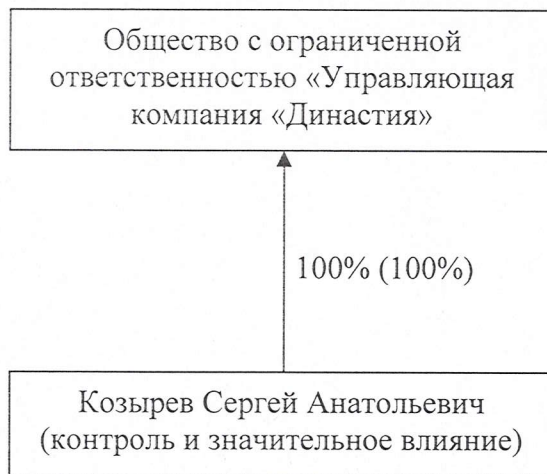 Общество с ограниченной
ответственностью «Управляющая
компания «Династия»
100% (100%)
Козырев Сергей Анатольевич
(контроль и значительное влияние)